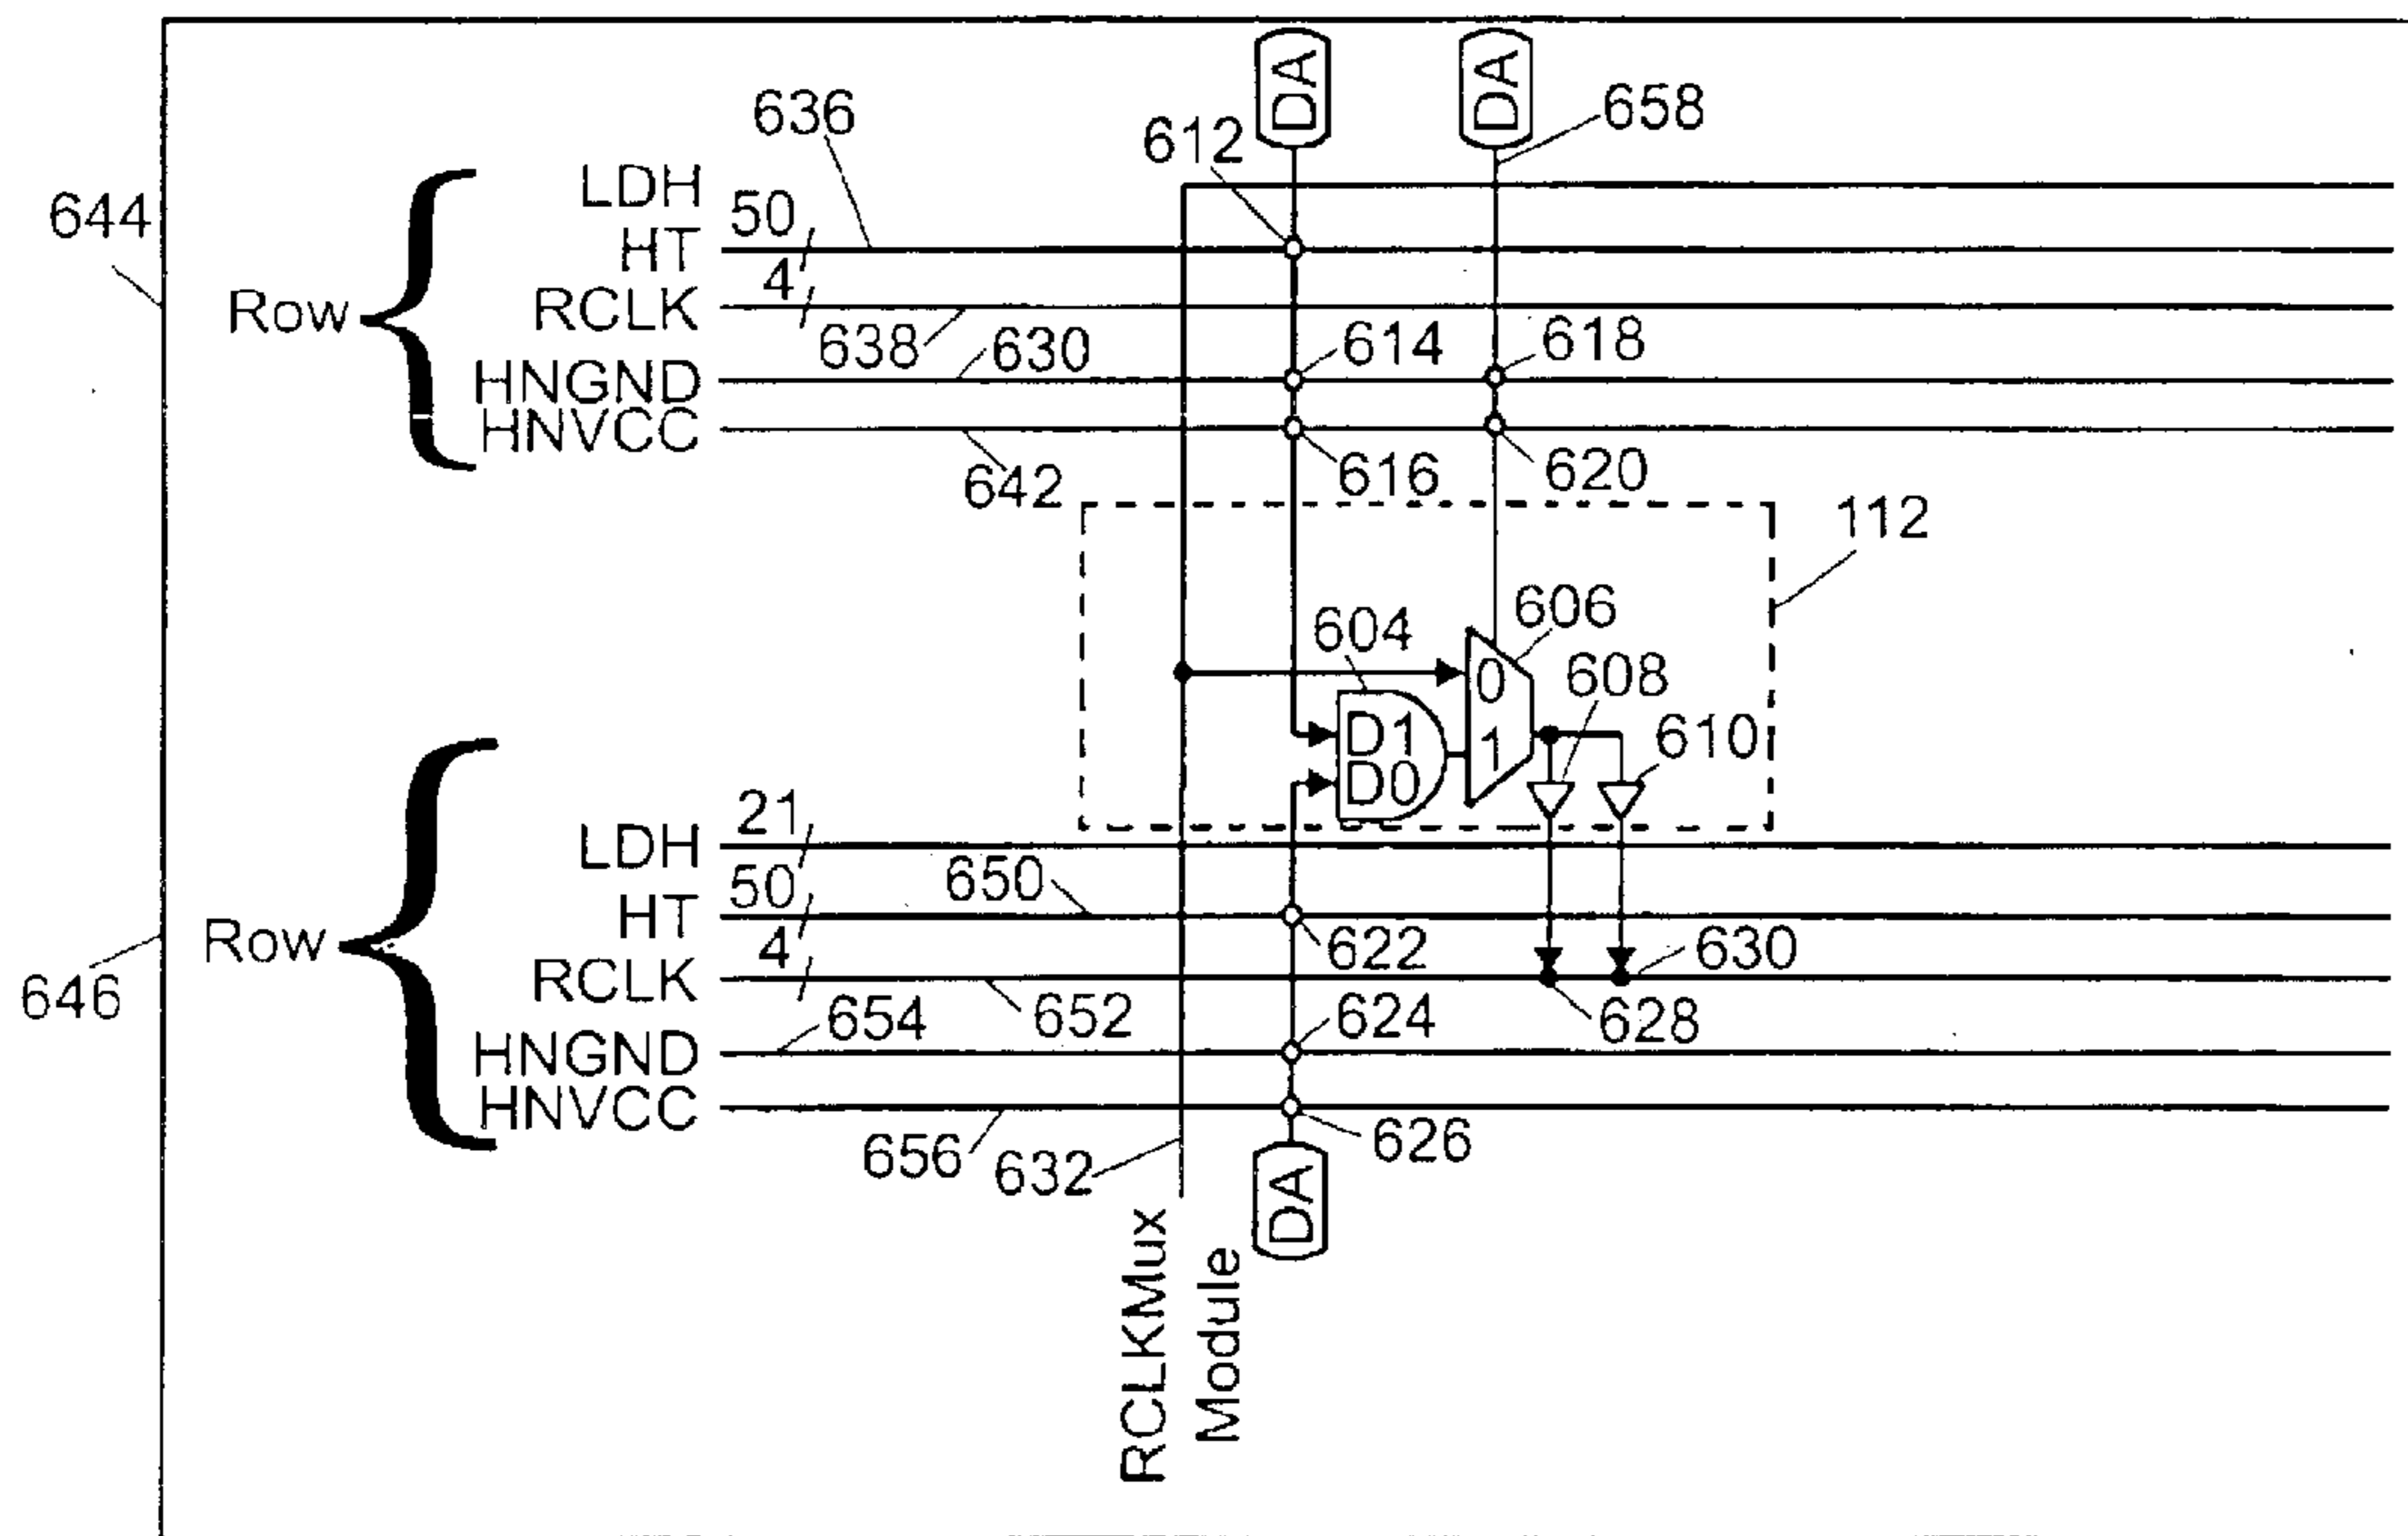 DA
DA
658
636
612
LDH
50
HT
644
4
Row
RCLK
638
630
614
618
HNGND
HNVCC
642
616
620
112
604
606
0
608
D1
1
610
D0
21
LDH
50
650
HT
Row
4
622
630
RCLK
646
654
652
624
628
HNGND
HNVCC
656
632
626
DA
RCLKMux
Module